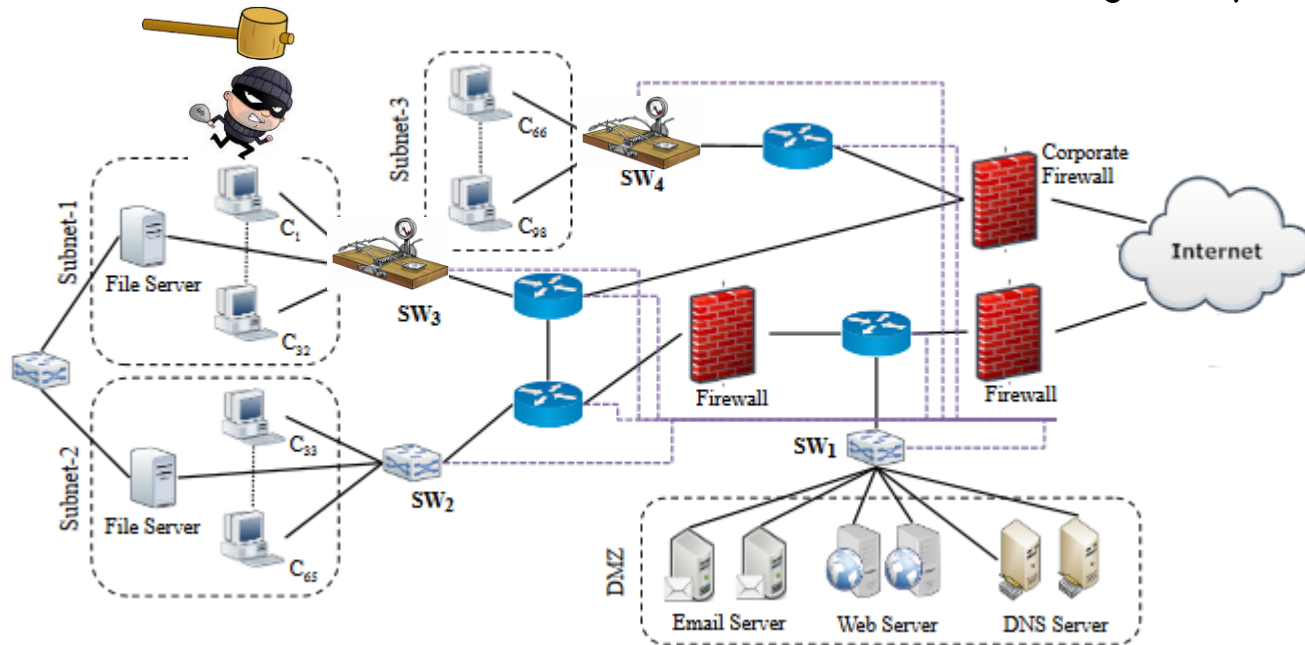 Subnet-3
C66
C98
SW4
Corporate
Firewall
Internet
Subnet-1
File Server
C1
C32
SW3
Firewall
Firewall
Subnet-2
File Server
C33
C65
SW2
SW1
DMZ
Email Server
Web Server
DNS Server